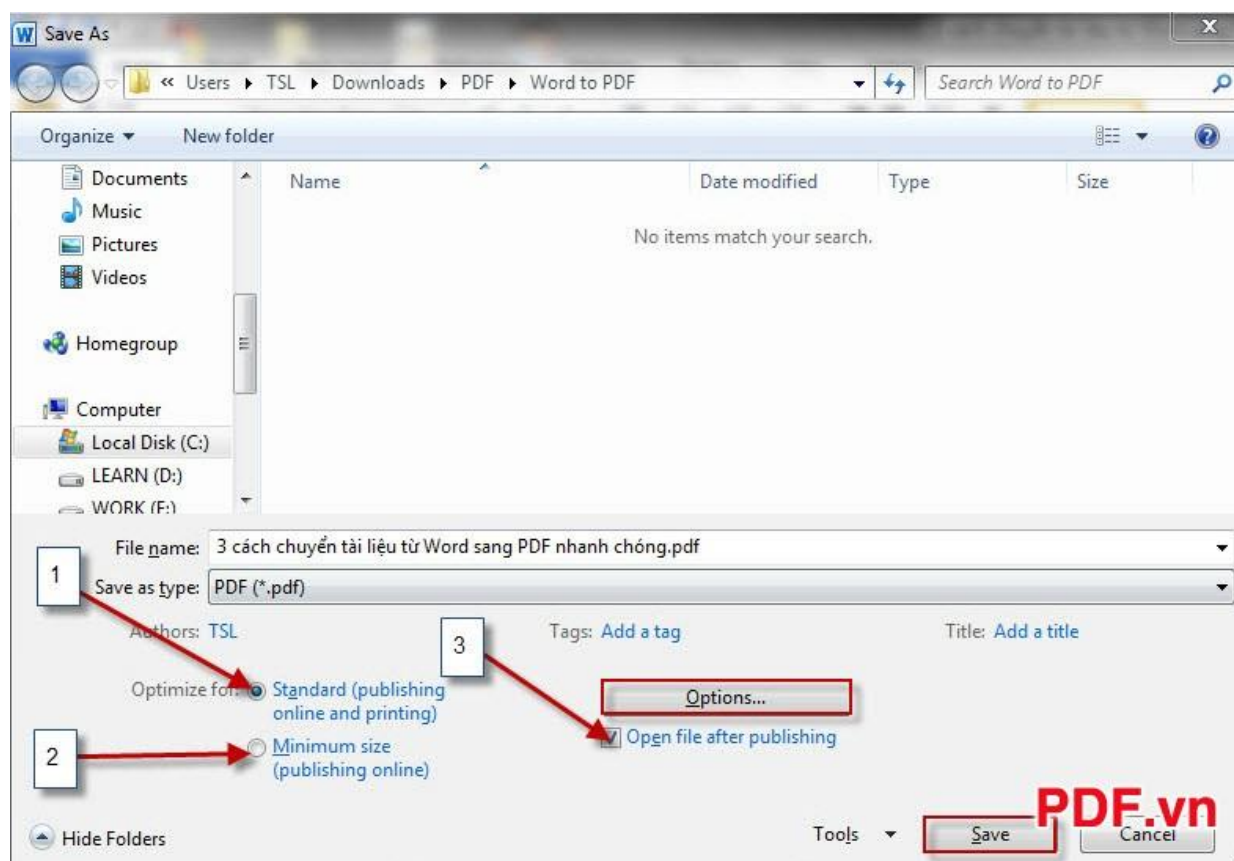 Save As
« Users ▸ TSL ▸ Downloads ▸ PDF ▸ Word to PDF
Search Word to PDF
Organize ▾ New folder
Documents
Music
Pictures
Videos
Homegroup
Computer
Local Disk (C:)
LEARN (D:)
WORK (E:)
Name Date modified Type Size
No items match your search.
File name: 3 cách chuyển tài liệu từ Word sang PDF nhanh chóng.pdf
1
Save as type: PDF (*.pdf)
Authors: TSL Tags: Add a tag Title: Add a title
3
Optimize for: Standard (publishing
online and printing)
Options...
2
Minimum size
(publishing online)
Open file after publishing
PDF.vn
Hide Folders Tools ▾ Save Cancel